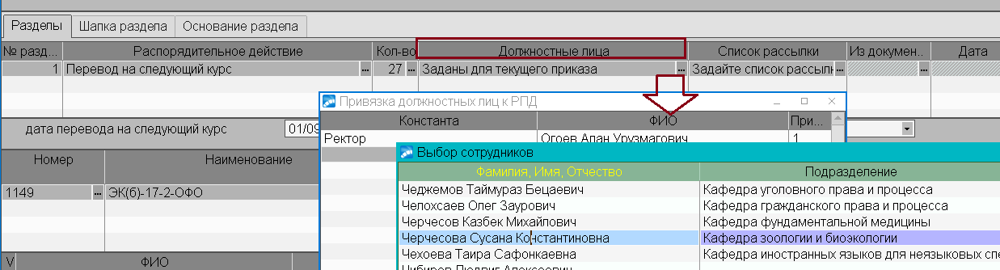 Разделы Шапка раздела Основание раздела
№ разд... Распорядительное действие Кол-во Должностные лица Список рассылки Из докумен.. Дата
1 Перевод на следующий курс 27 ... Заданы для текущего приказа ... Задайте список рассылн ... ...
Привязка должностных лиц к РПД
дата перевода на следующий курс 01/09
Константа ФИО При...
Ректор Огоев Алан Урузмагович 1
Номер Наименование
Выбор сотрудников
Фамилия, Имя, Отчество Подразделение
1149 ... ЭК(б)-17-2-ОФО
Чеджемов Таймураз Бецаевич Кафедра уголовного права и процесса
Челохсаев Олег Заурович Кафедра гражданского права и процесса
Черчесов Казбек Михайлович Кафедра фундаментальной медицины
Черчесова Сусана Константиновна Кафедра зоологии и биоэкологии
Чехоева Таира Сафонкаевна Кафедра иностранных языков для неязыковых спе
V ФИО
Чибиров Людвиг Алексеевич